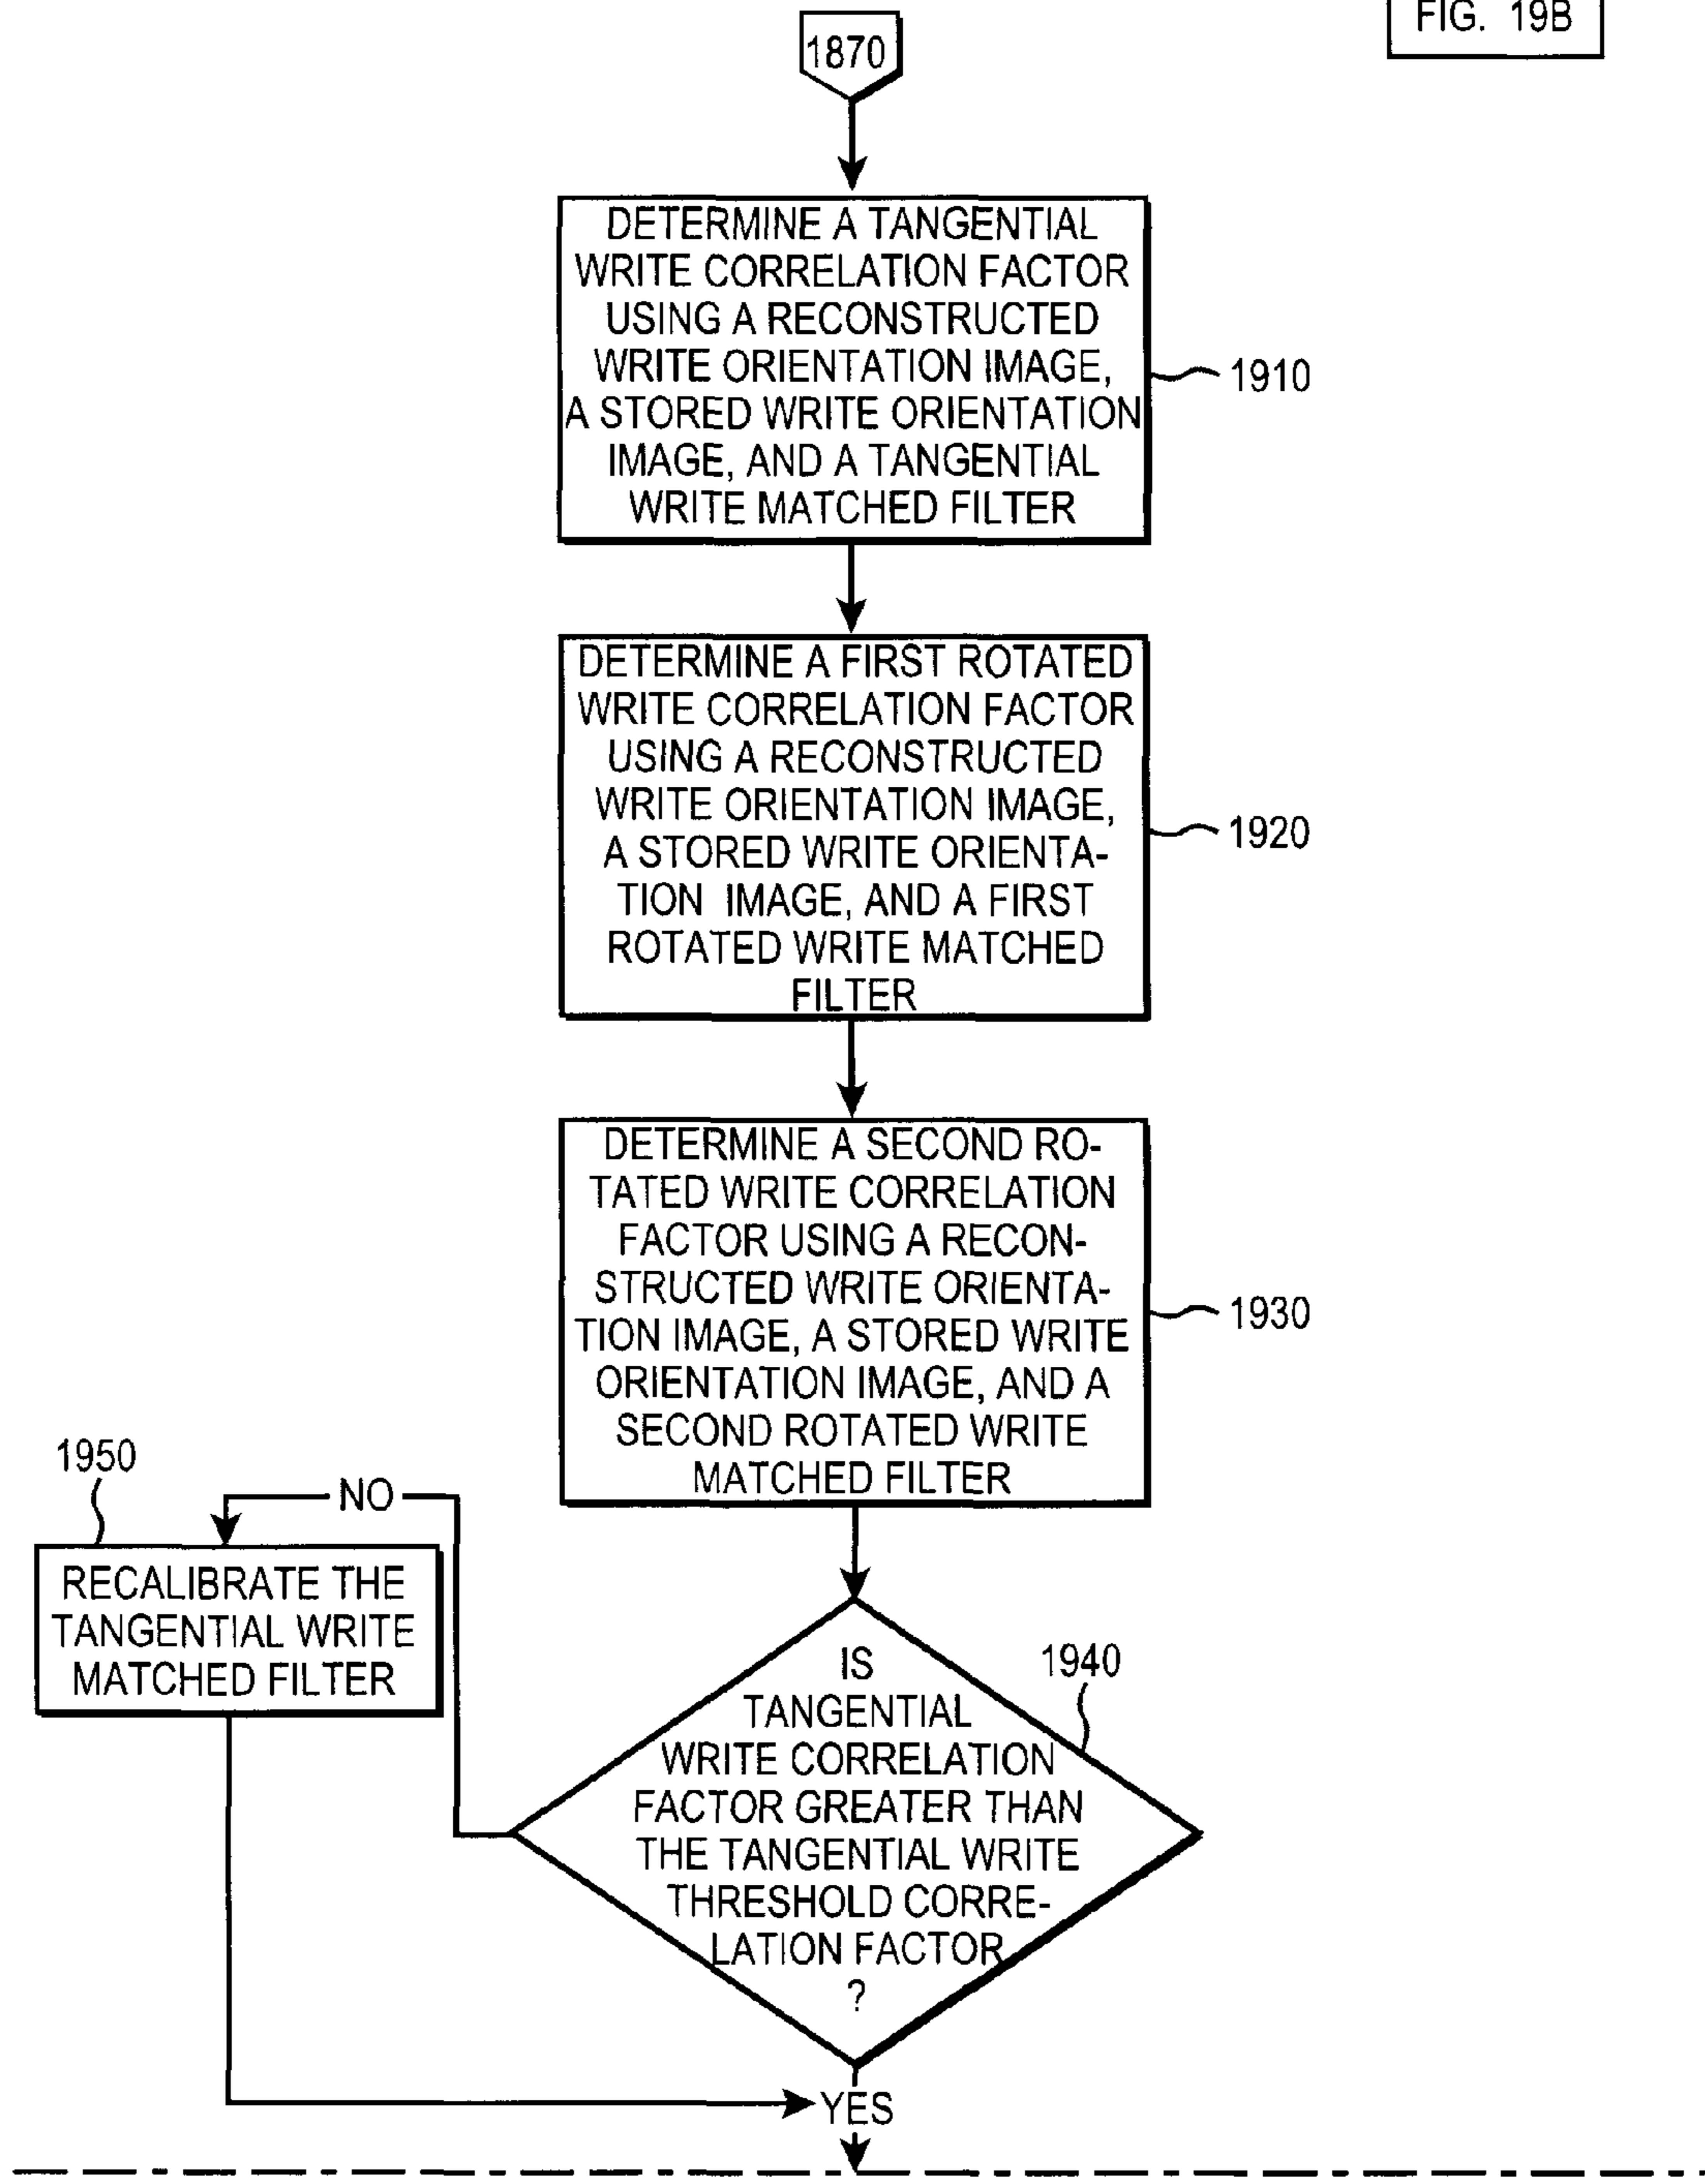 FIG. 19B
1870
DETERMINE A TANGENTIAL
WRITE CORRELATION FACTOR
USING A RECONSTRUCTED
WRITE ORIENTATION IMAGE,
A STORED WRITE ORIENTATION
IMAGE, AND A TANGENTIAL
WRITE MATCHED FILTER
1910
DETERMINE A FIRST ROTATED
WRITE CORRELATION FACTOR
USING A RECONSTRUCTED
WRITE ORIENTATION IMAGE,
A STORED WRITE ORIENTA-
TION IMAGE, AND A FIRST
ROTATED WRITE MATCHED
FILTER
1920
DETERMINE A SECOND RO-
TATED WRITE CORRELATION
FACTOR USING A RECON-
STRUCTED WRITE ORIENTA-
TION IMAGE, A STORED WRITE
ORIENTATION IMAGE, AND A
SECOND ROTATED WRITE
MATCHED FILTER
1930
1950
NO
RECALIBRATE THE
TANGENTIAL WRITE
MATCHED FILTER
IS
TANGENTIAL
WRITE CORRELATION
FACTOR GREATER THAN
THE TANGENTIAL WRITE
THRESHOLD CORRE-
LATION FACTOR
?
1940
YES